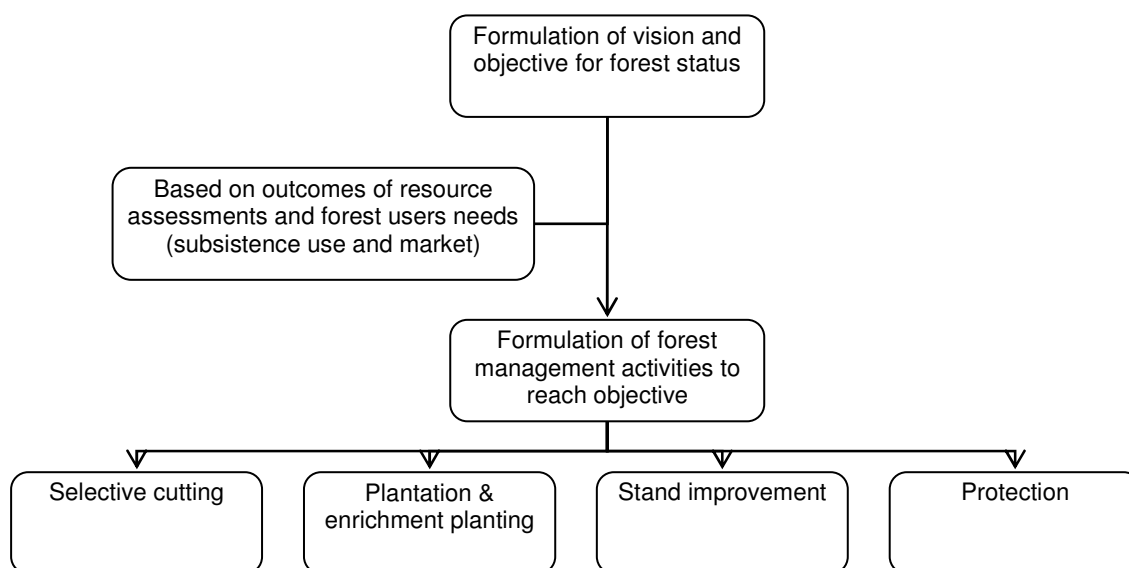 Formulation of vision and
objective for forest status
Based on outcomes of resource
assessments and forest users needs
(subsistence use and market)
Formulation of forest
management activities to
reach objective
Selective cutting
Plantation &
enrichment planting
Stand improvement
Protection